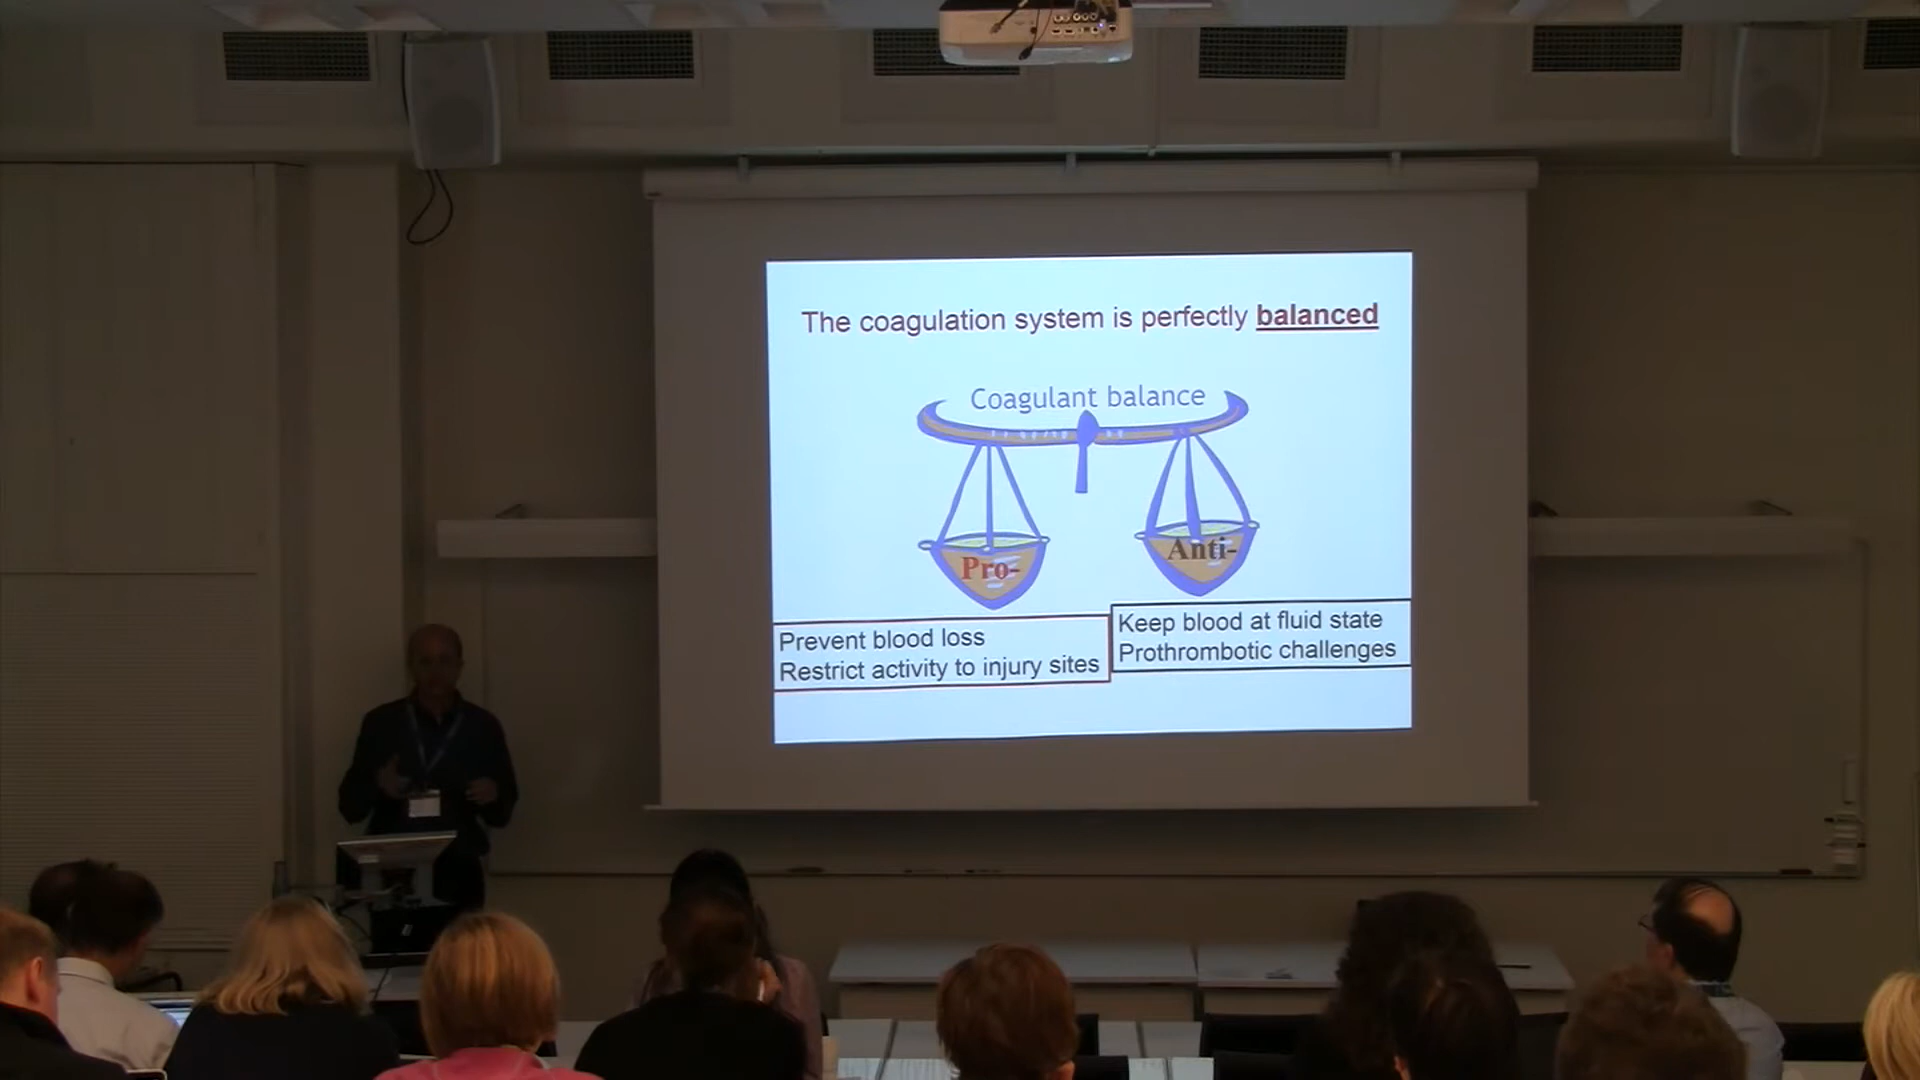 The coagulation system is perfectly balanced
Coagulant balance
Pro-
Anti-
Prevent blood loss
Restrict activity to injury sites
Keep blood at fluid state
Prothrombotic challenges